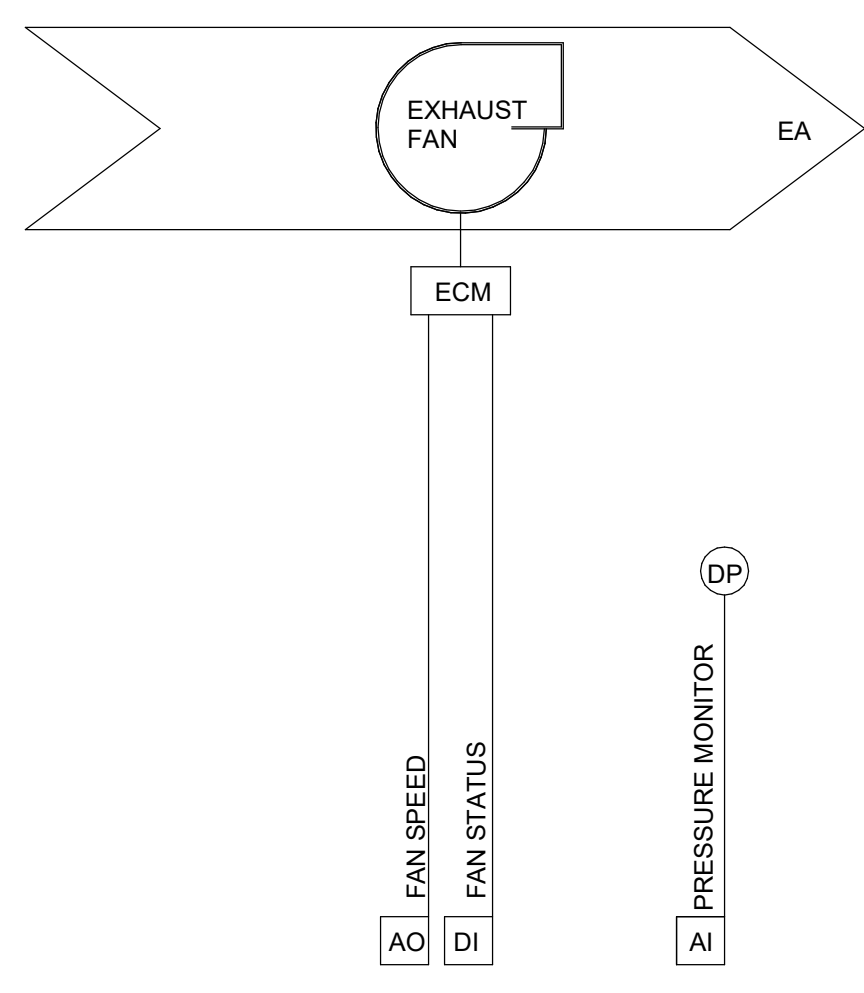 EXHAUST
FAN
EA
ECM
DP
FAN SPEED
FAN STATUS
PRESSURE MONITOR
AO
DI
AI